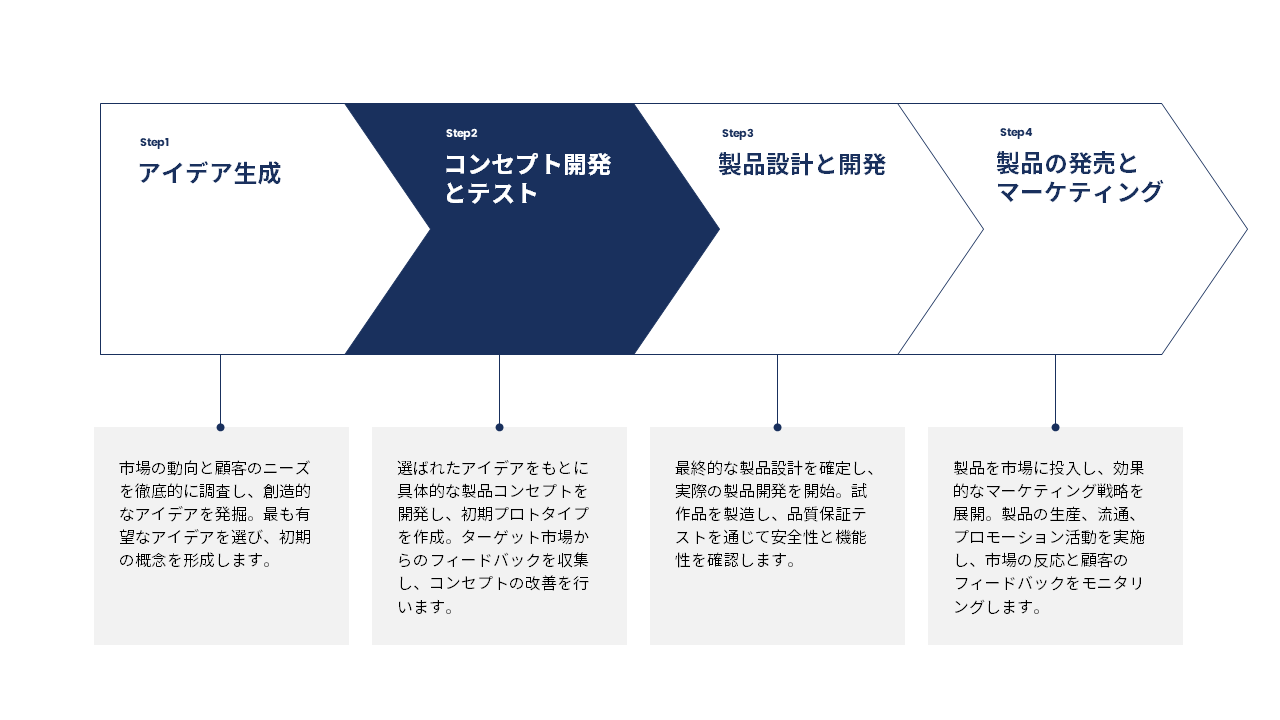 Step1
アイデア生成
Step2
コンセプト開発
とテスト
Step3
製品設計と開発
Step4
製品の発売と
マーケティング
市場の動向と顧客のニーズ
を徹底的に調査し、創造的
なアイデアを発掘。最も有
望なアイデアを選び、初期
の概念を形成します。
選ばれたアイデアをもとに
具体的な製品コンセプトを
開発し、初期プロトタイプ
を作成。ターゲット市場か
らのフィードバックを収集
し、コンセプトの改善を行
います。
最終的な製品設計を確定し、
実際の製品開発を開始。試
作品を製造し、品質保証テ
ストを通じて安全性と機能
性を確認します。
製品を市場に投入し、効果
的なマーケティング戦略を
展開。製品の生産、流通、
プロモーション活動を実施
し、市場の反応と顧客の
フィードバックをモニタリ
ングします。